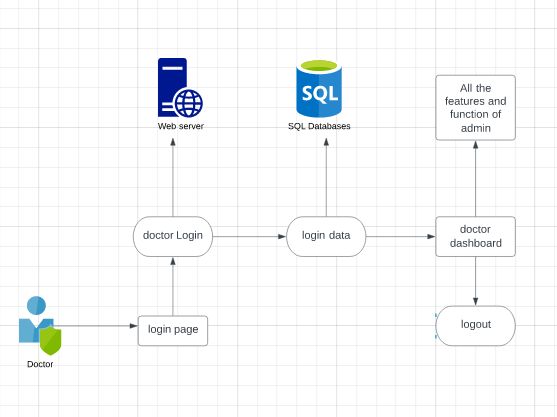 SQL
Web server
SQL Databases
All the
features and
function of
admin
doctor Login
login data
doctor
dashboard
login page
logout
Doctor